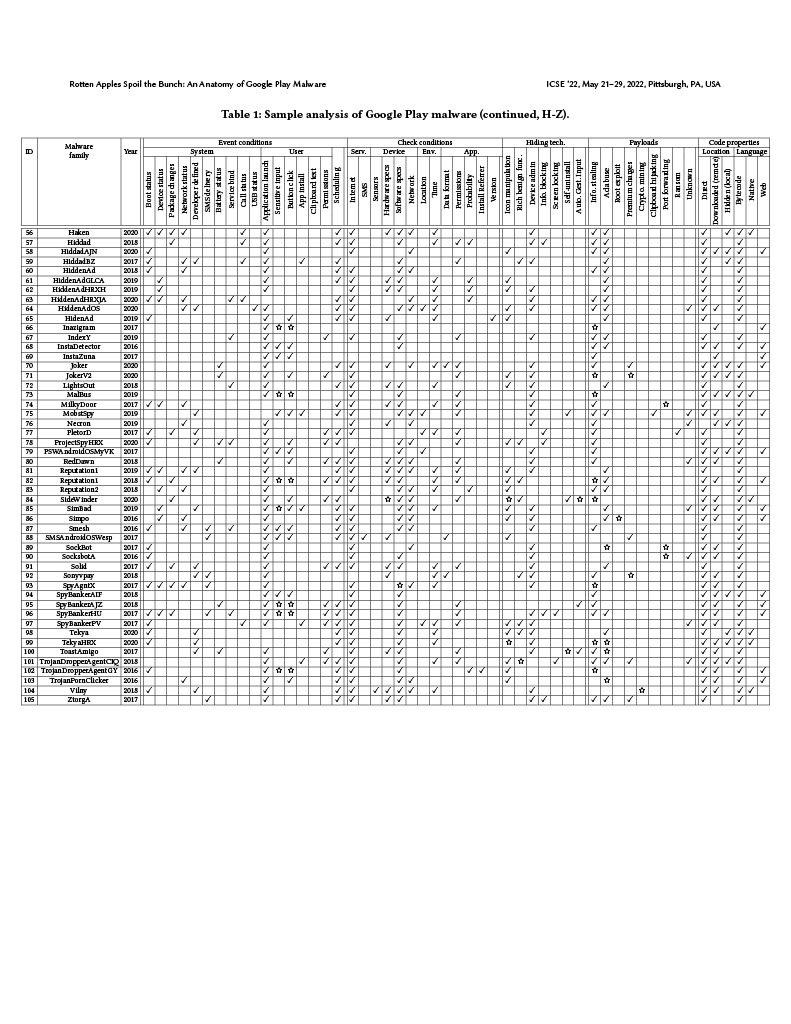 Rotten Apples Spoil the Bunch: An Anatomy of Google Play Malware
ICSE '22, May 21–29, 2022, Pittsburgh, PA, USA
Table 1: Sample analysis of Google Play malware (continued, H-Z).
ID
Malware
family
Year
Event conditions
Check conditions
Hiding tech.
Payloads
Code properties
System
User
Serv.
Device
Env.
App.
Location
Language
Boot status
Device status
Package changes
Network status
Developer defined
SMS delivery
Battery status
Service bind
Call status
USB status
Application launch
Sensitive input
Button click
App install
Clipboard text
Permissions
Scheduling
Internet
SMS
Sensors
Hardware specs
Software specs
Network
Location
Time
Data format
Permissions
Probability
Install Referer
Version
Icon manipulation
Rich benign func.
Dev. admin
Info. blocking
Screen locking
Self-uninstall
Auto. Gest. Input
Info. stealing
Ads abuse
Root exploit
Premium charges
Crypto. mining
Clipboard hijacking
Port forwarding
Ransom
Unknown
Direct
Downloaded (remote)
Hidden (local)
Bytecode
Native
Web
56 Haken 2020
57 Hiddad 2018
58 HiddadAJN 2020
59 HiddadBZ 2017
60 HiddenAd 2018
61 HiddenAdGLCA 2019
62 HiddenAdHRXH 2019
63 HiddenAdHRXJA 2020
64 HiddenAdOS 2020
65 HidenAd 2019
66 Inazigram 2017
67 IndexY 2019
68 InstaDetector 2016
69 InstaZuna 2017
70 Joker 2020
71 JokerV2 2020
72 LightsOut 2018
73 MalBus 2019
74 MilkyDoor 2017
75 MobstSpy 2019
76 Necron 2019
77 PletorD 2017
78 ProjectSpyHRX 2020
79 PSWAndroidOSMyVK 2017
80 RedDawn 2018
81 Reputation1 2019
82 Reputation1 2018
83 Reputation2 2018
84 SideWinder 2020
85 SimBad 2019
86 Simpo 2016
87 Smesh 2016
88 SMSAndroidOSWesp 2017
89 SockBot 2017
90 SocksbotA 2016
91 Solid 2017
92 Sonyvpay 2018
93 SpyAgntX 2017
94 SpyBankerAIF 2018
95 SpyBankerAJZ 2018
96 SpyBankerHU 2017
97 SpyBankerPV 2017
98 Tekya 2020
99 TekyaHRX 2020
100 ToastAmigo 2017
101 TrojanDropperAgentCIQ 2018
102 TrojanDropperAgentGY 2016
103 TrojanPornClicker 2016
104 Vilny 2018
105 ZtorgA 2017